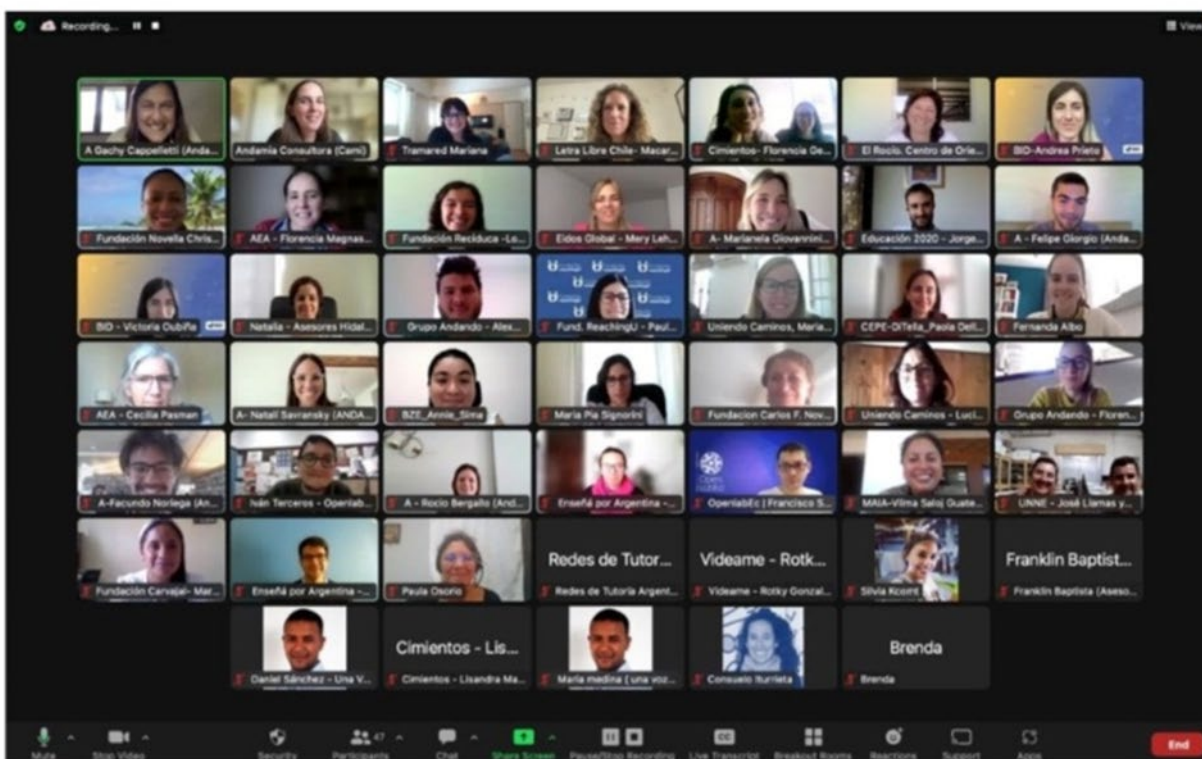 Recording...
View
A Gachy Cappelletti (Anda...
Andamia Consultora (Cami)
Tramared Mariana
Letra Libre Chile- Macar...
Cimientos- Florencia Ge...
El Rocío. Centro de Orie...
BID-Andrea Prieto
Fundación Novella Chris...
AEA - Florencia Magnas...
Fundación Reciduca -Lo...
Eidos Global - Mery Leh...
A- Marianela Giovannini...
Educación 2020 - Jorge...
A - Felipe Giorgio (Anda...
BID - Victoria Oubiña
Natalia - Asesores Hidal...
Grupo Andando - Alex...
Fund. ReachingU - Paul...
Uniendo Caminos, Maria...
CEPE-DiTella_Paola Dell...
Fernanda Albo
AEA - Cecilia Pasman
A- Natali Savransky (ANDA...
BZE_Annie_Sima
Maria Pia Signorini
Fundacion Carlos F. Nov...
Uniendo Caminos - Luci...
Grupo Andando - Floren...
A-Facundo Noriega (An...
Iván Terceros - Openlab...
A - Rocio Bergallo (And...
Enseñá por Argentina -...
OpenlabEc | Francisco S...
MAIA-Vilma Saloj Guate...
UNNE - José Llamas y...
Fundación Carvajal- Mar...
Enseñá por Argentina -...
Paula Osorio
Redes de Tutor...
Redes de Tutoría Argent...
Videame - Rotk...
Videame - Rotky Gonzal...
Silvia Kcomt
Franklin Baptist...
Franklin Baptista (Aseso...
Daniel Sánchez - Una V...
Cimientos - Lis...
Cimientos - Lisandra Ma...
Maria medina ( una voz...
Consuelo Iturrieta
Brenda
Brenda
Mute
Stop Video
Security
Participants
47
Chat
Share Screen
Pause/Stop Recording
Live Transcript
Breakout Rooms
Reactions
Support
Apps
End